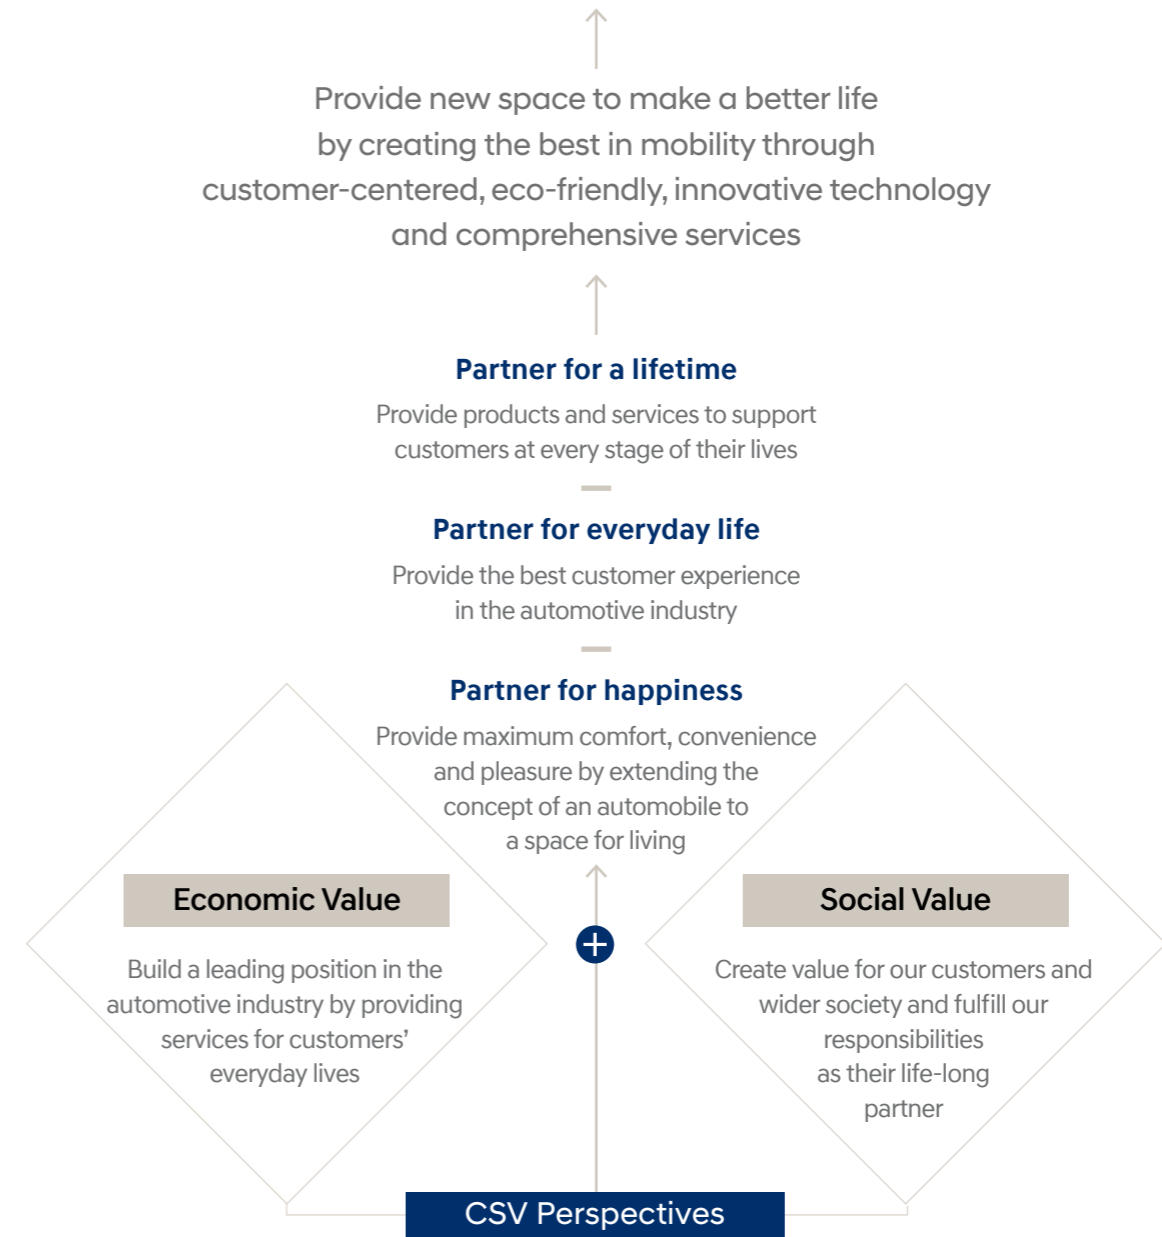 Provide new space to make a better life
by creating the best in mobility through
customer-centered, eco-friendly, innovative technology
and comprehensive services
Partner for a lifetime
Provide products and services to support
customers at every stage of their lives
Partner for everyday life
Provide the best customer experience
in the automotive industry
Partner for happiness
Provide maximum comfort, convenience
and pleasure by extending the
concept of an automobile to
a space for living
Economic Value
Build a leading position in the
automotive industry by providing
services for customers’
everyday lives
Social Value
Create value for our customers and
wider society and fulfill our
responsibilities
as their life-long
partner
CSV Perspectives